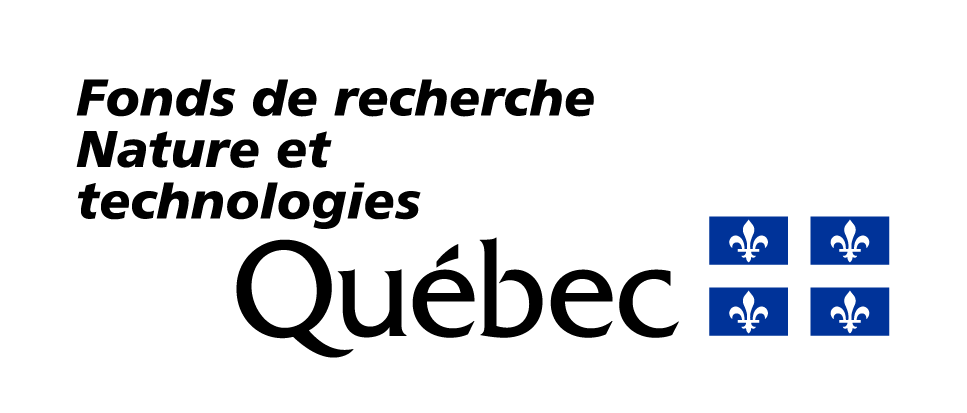 Fonds de recherche
Nature et
technologies
Québec